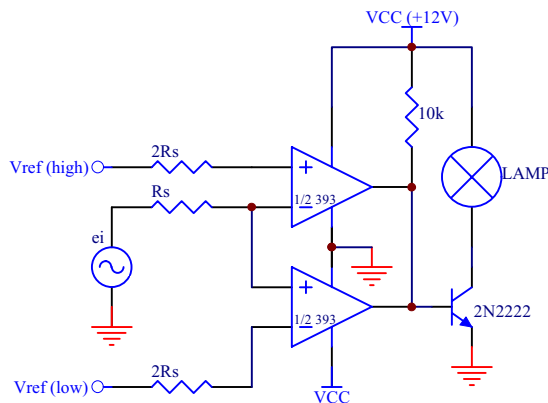 VCC (+12V)
10k
2Rs
Vref (high)
+
LAMP
Rs
1/2 393
−
ei
+
2N2222
1/2 393
−
2Rs
Vref (low)
VCC